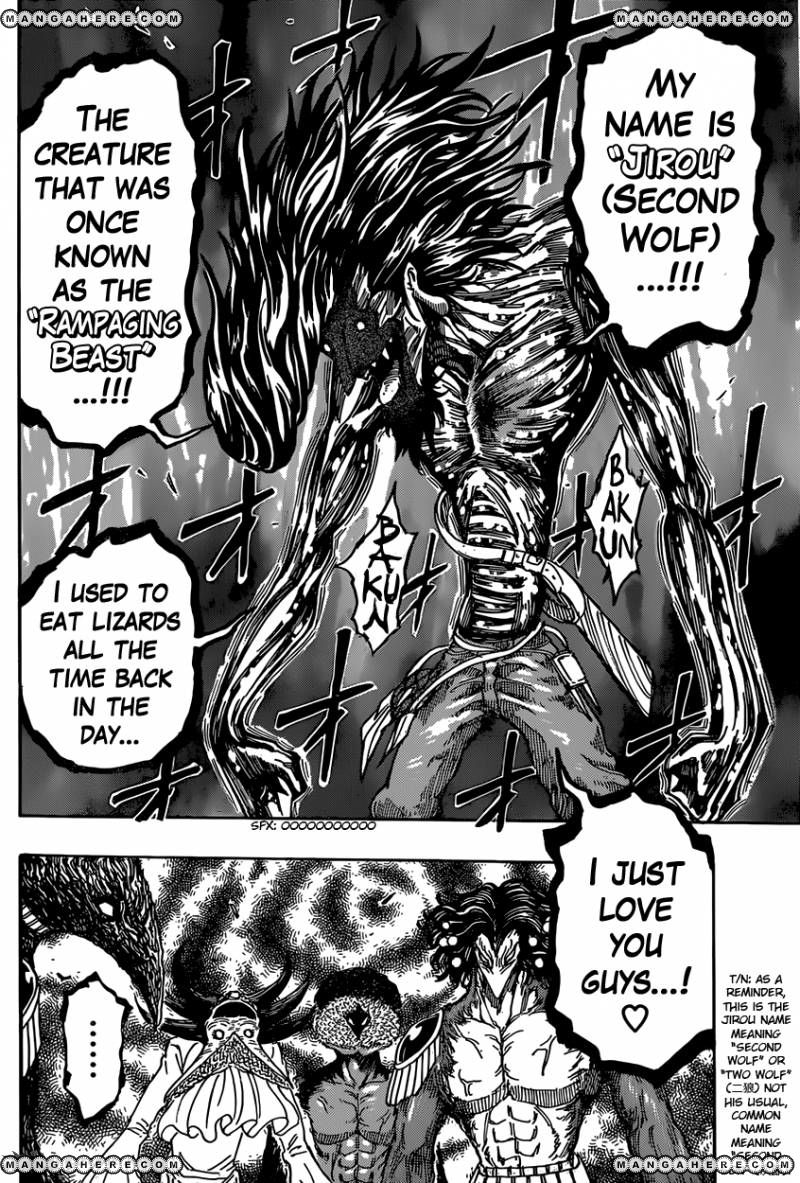 MANGAHERE.COM
MANGAHERE.COM
MY
NAME IS
"JIROU"
(SECOND
WOLF)
...!!!
THE
CREATURE
THAT WAS
ONCE
KNOWN
AS THE
"RAMPAGING
BEAST"
...!!!
BAKUN
BAKUN
I USED TO
EAT LIZARDS
ALL THE
TIME BACK
IN THE
DAY...
SFX: OOOOOOOOOOO
I JUST
LOVE
YOU
GUYS...!
♡
......
T/N: AS A
REMINDER,
THIS IS THE
JIROU NAME
MEANING
"SECOND
WOLF" OR
"TWO WOLF"
(二狼) NOT
HIS USUAL,
COMMON
NAME
MEANING
"SECOND
MANGAHERE.COM
MANGAHERE.COM